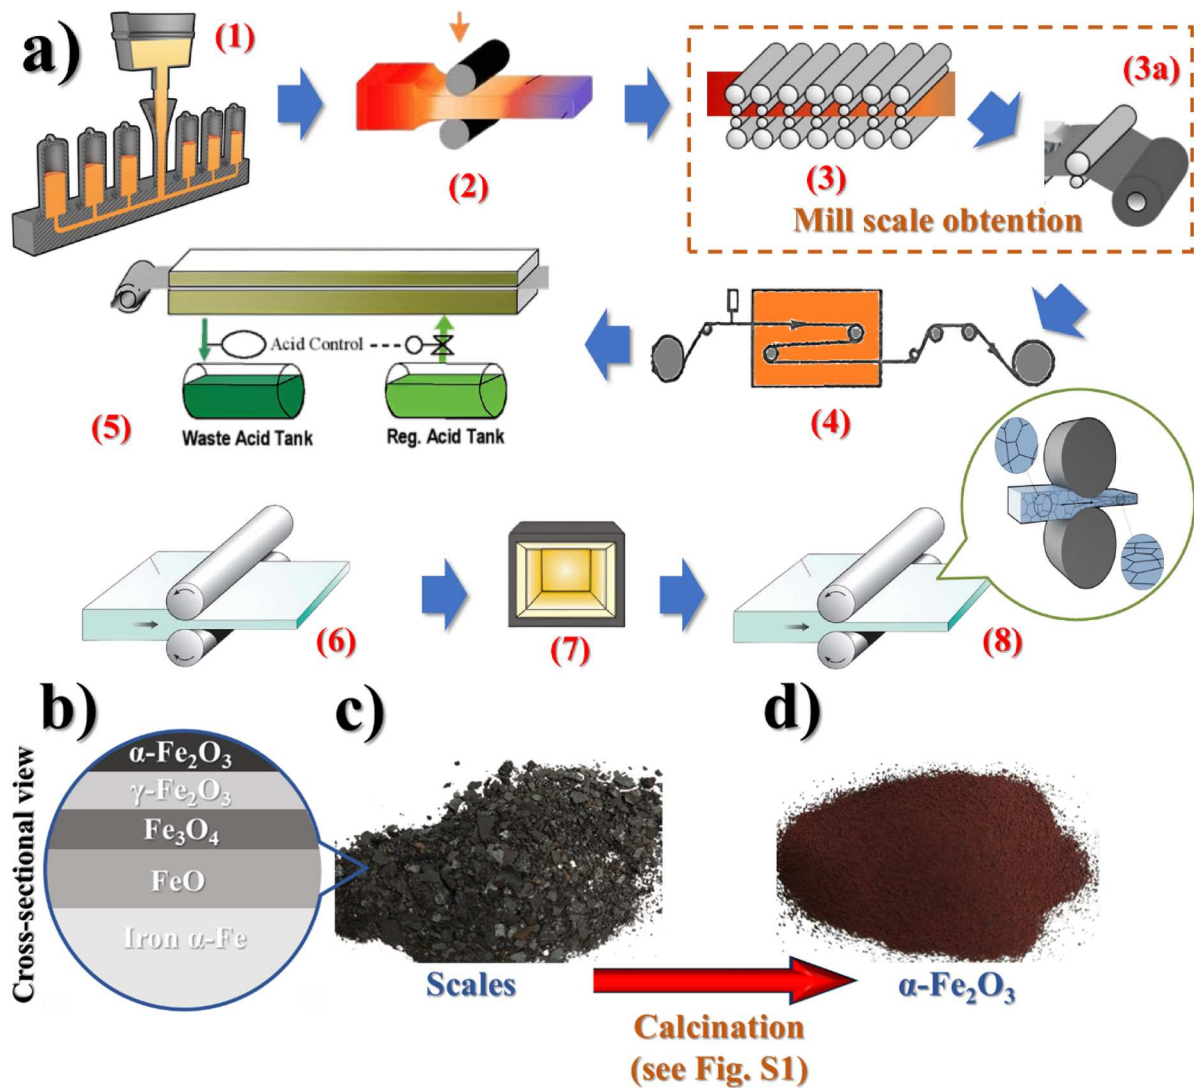 a)
(1)
(2)
(3)
(3a)
Mill scale obtention
(4)
Acid Control
Waste Acid Tank
Reg. Acid Tank
(5)
(6)
(7)
(8)
b)
c)
d)
Cross-sectional view
α-Fe₂O₃
γ-Fe₂O₃
Fe₃O₄
FeO
Iron α-Fe
Scales
α-Fe₂O₃
Calcination
(see Fig. S1)